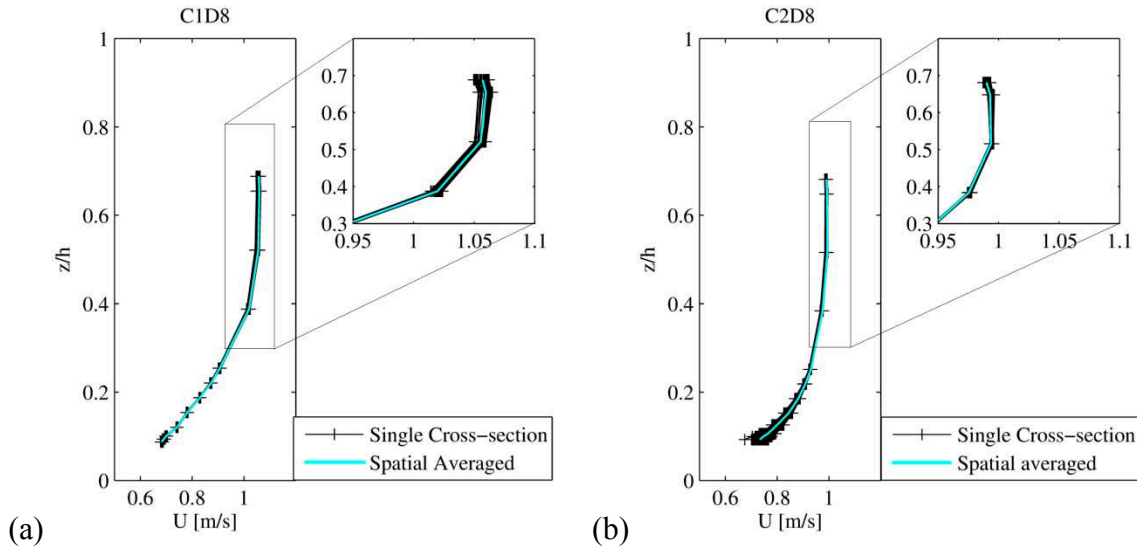 C1D8
1
0.8
0.6
0.4
0.2
0
z/h
0.6 0.8 1
U [m/s]
0.7
0.6
0.5
0.4
0.3
0.95 1 1.05 1.1
Single Cross-section
Spatial Averaged
(a)
C2D8
1
0.8
0.6
0.4
0.2
0
z/h
0.6 0.8 1
U [m/s]
0.7
0.6
0.5
0.4
0.3
0.95 1 1.05 1.1
Single Cross-section
Spatial averaged
(b)